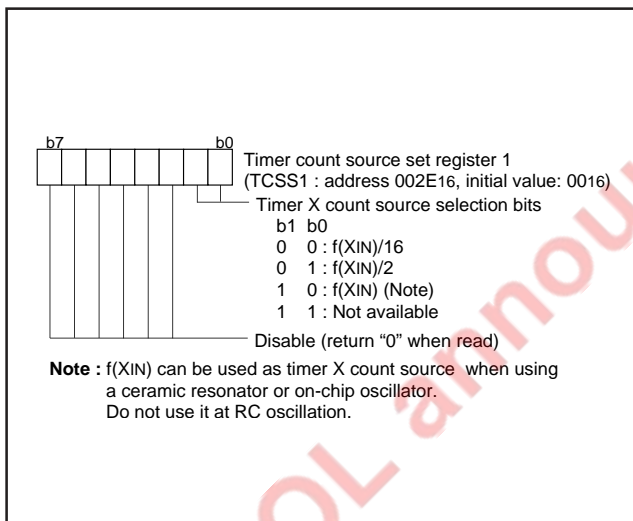 b7 b0
Timer count source set register 1
(TCSS1 : address 002E16, initial value: 0016)
Timer X count source selection bits
b1 b0
0 0 : f(XIN)/16
0 1 : f(XIN)/2
1 0 : f(XIN) (Note)
1 1 : Not available
Disable (return “0” when read)
Note : f(XIN) can be used as timer X count source when using
a ceramic resonator or on-chip oscillator.
Do not use it at RC oscillation.
OL annou